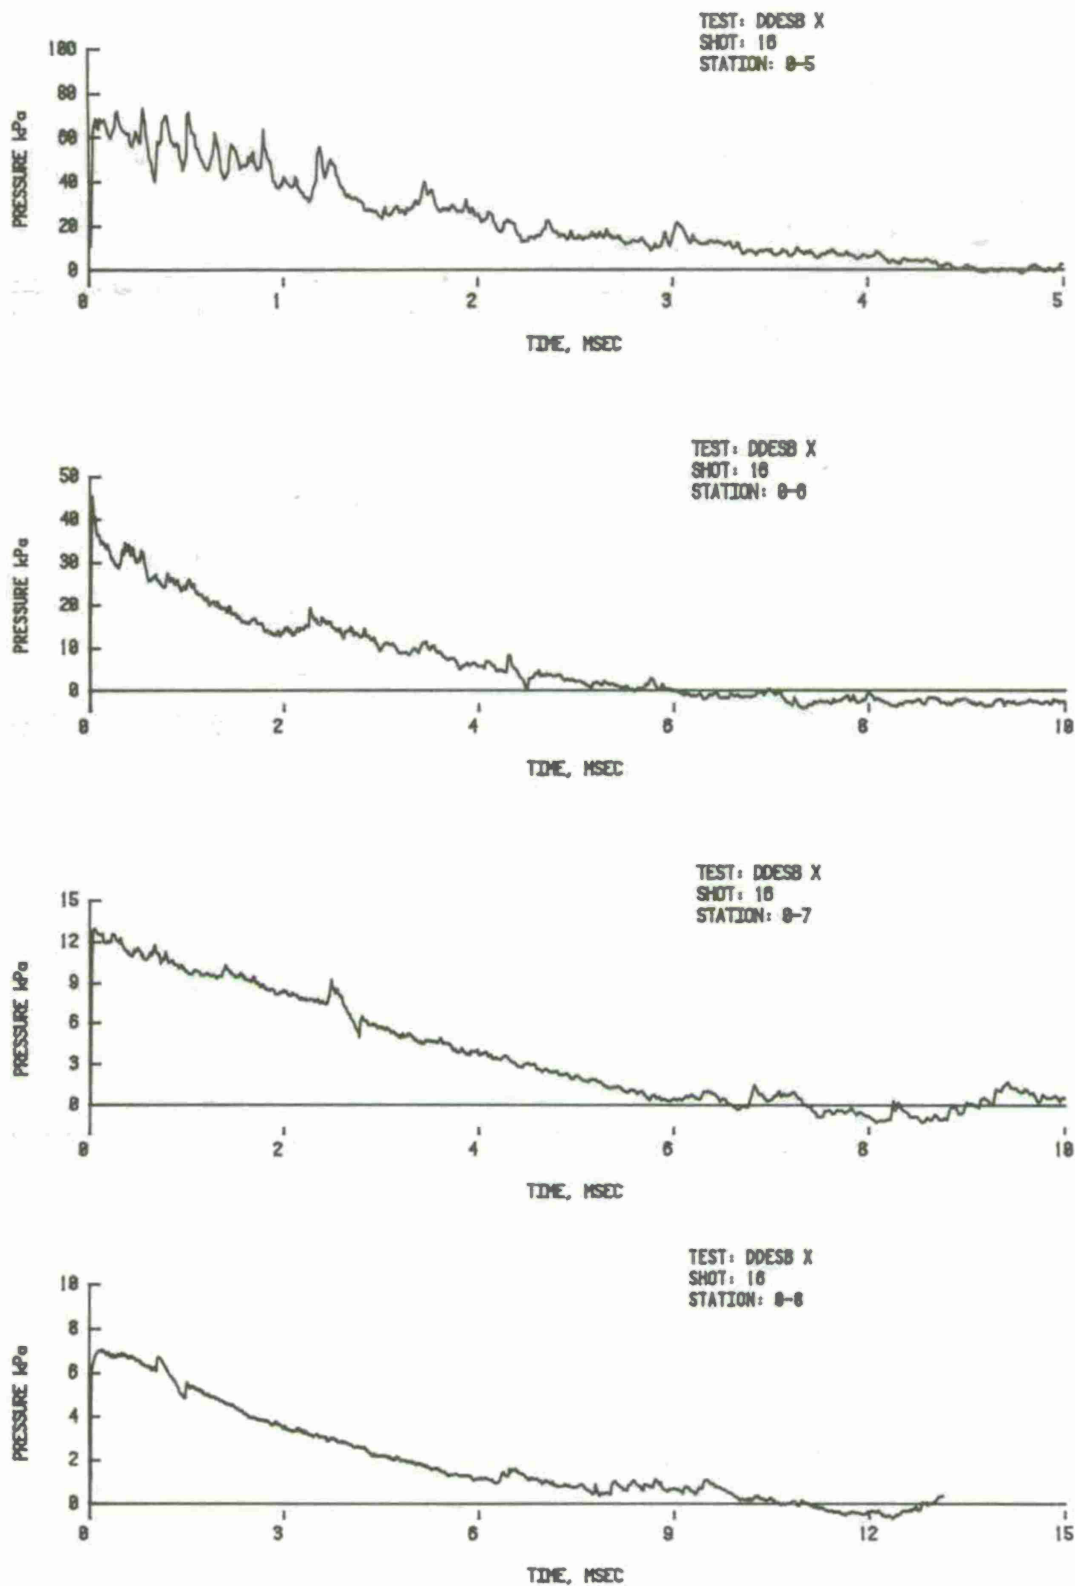 TEST: DDESB X
SHOT: 16
STATION: 0-5
100
80
60
40
20
0
PRESSURE kPa
0 1 2 3 4 5
TIME, MSEC
TEST: DDESB X
SHOT: 16
STATION: 0-6
50
40
30
20
10
0
PRESSURE kPa
0 2 4 6 8 10
TIME, MSEC
TEST: DDESB X
SHOT: 16
STATION: 0-7
15
12
9
6
3
0
PRESSURE kPa
0 2 4 6 8 10
TIME, MSEC
TEST: DDESB X
SHOT: 16
STATION: 0-8
10
8
6
4
2
0
PRESSURE kPa
0 3 6 9 12 15
TIME, MSEC